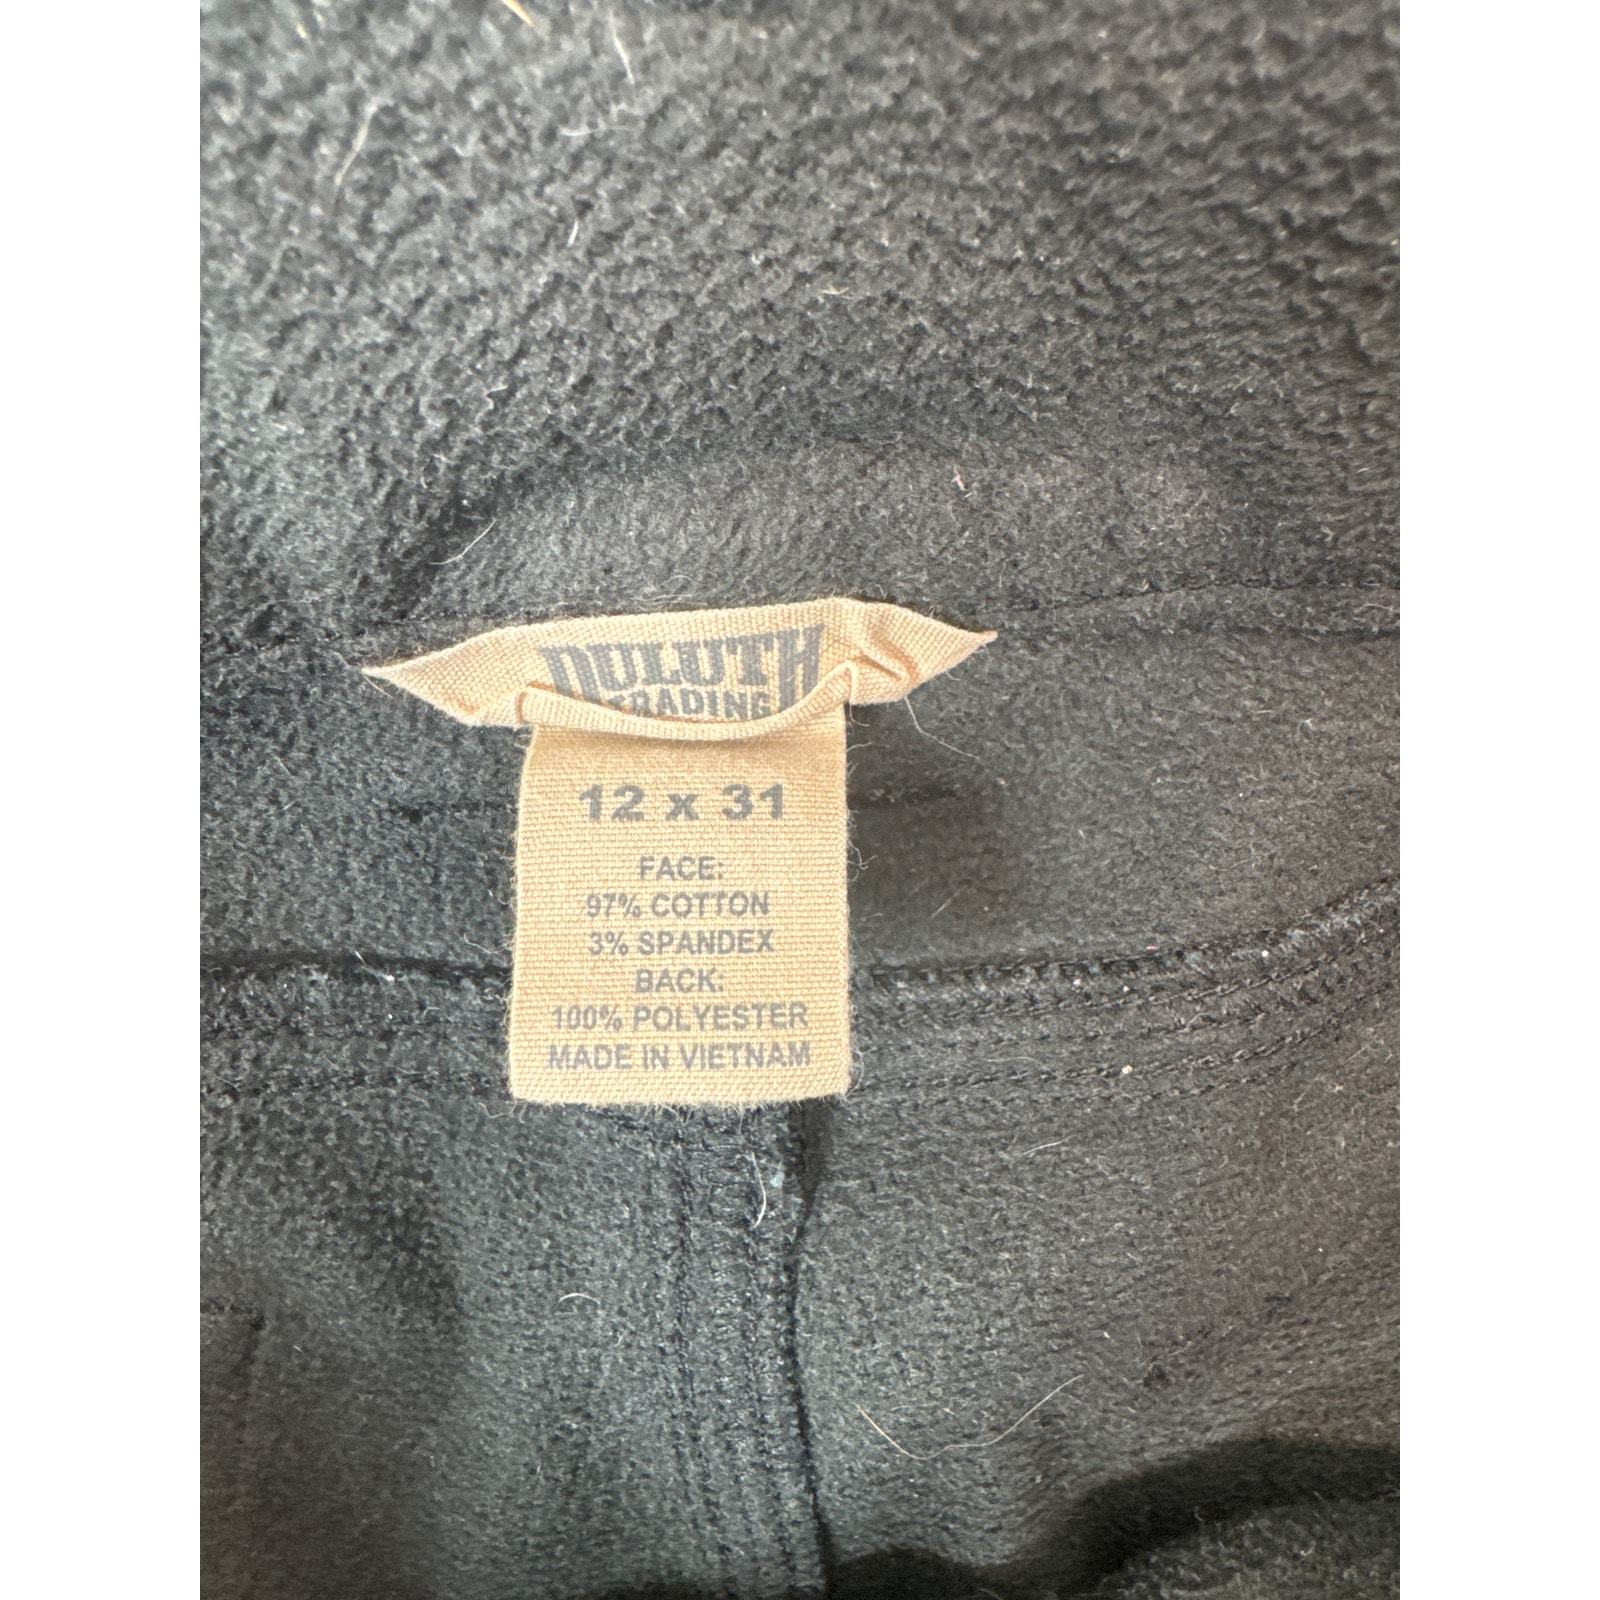 DULUTH
TRADING
12 x 31
FACE:
97% COTTON
3% SPANDEX
BACK:
100% POLYESTER
MADE IN VIETNAM